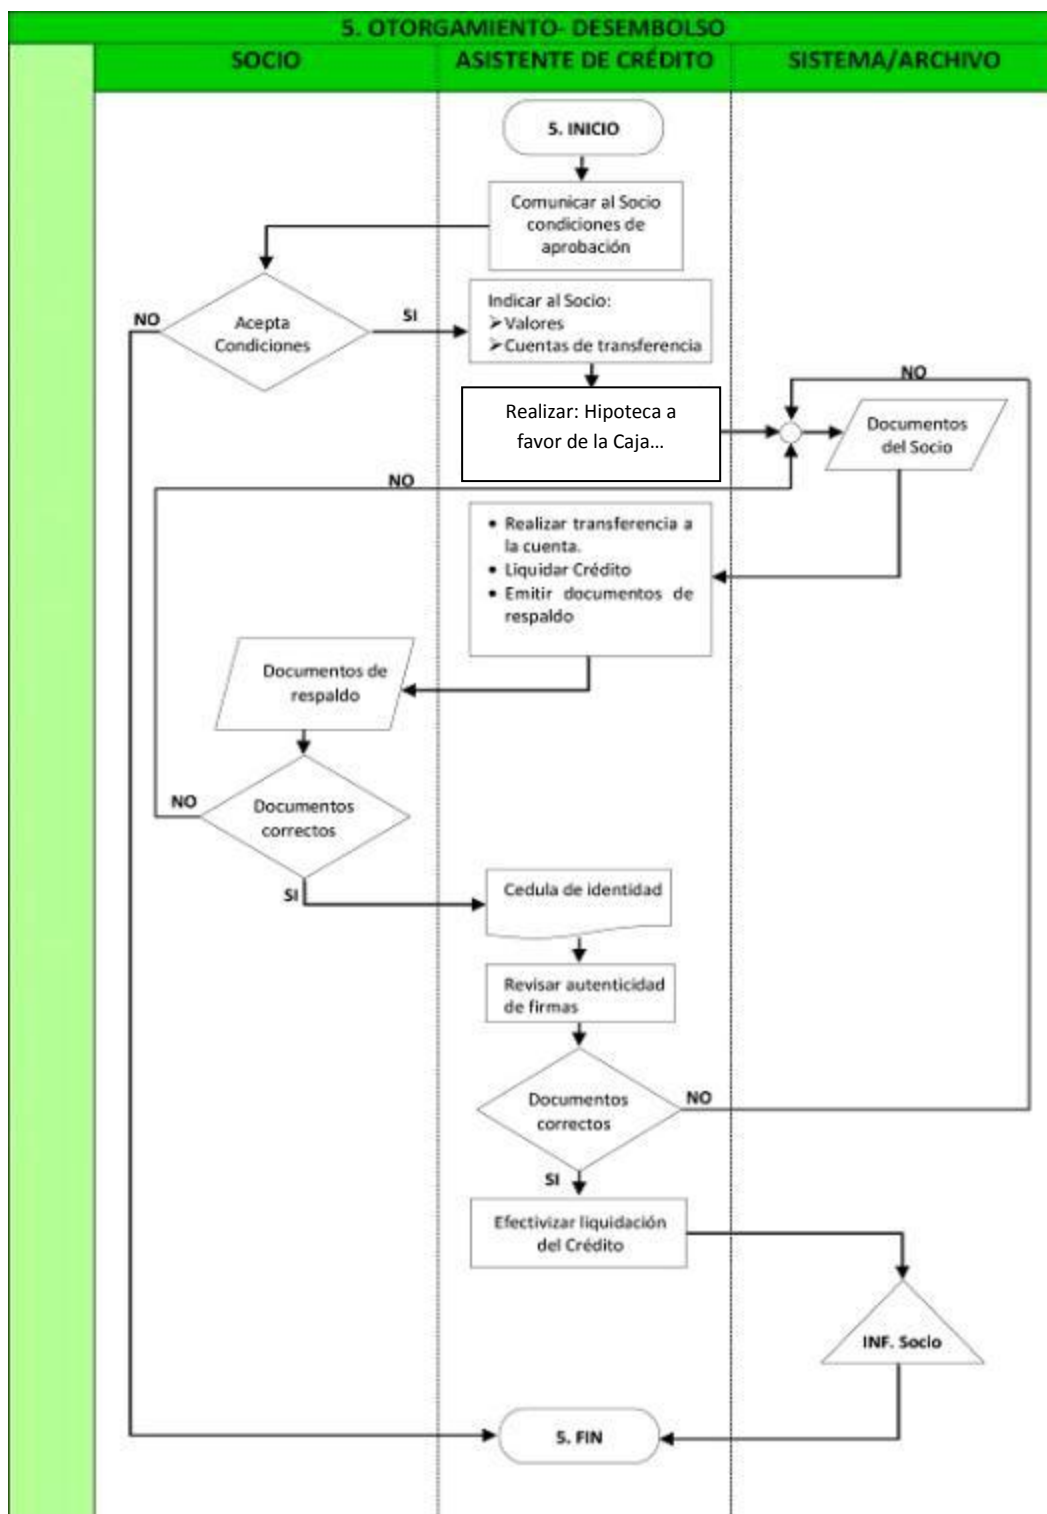 5. OTORGAMIENTO- DESEMBOLSO
SOCIO
ASISTENTE DE CRÉDITO
SISTEMA/ARCHIVO
5. INICIO
Comunicar al Socio
condiciones de
aprobación
NO
Acepta
Condiciones
SI
Indicar al Socio:
➢Valores
➢Cuentas de transferencia
Realizar: Hipoteca a
favor de la Caja...
NO
Documentos
del Socio
NO
• Realizar transferencia a
la cuenta.
• Liquidar Crédito
• Emitir documentos de
respaldo
Documentos de
respaldo
NO
Documentos
correctos
SI
Cedula de identidad
Revisar autenticidad
de firmas
Documentos
correctos
NO
SI
Efectivizar liquidación
del Crédito
INF. Socio
5. FIN